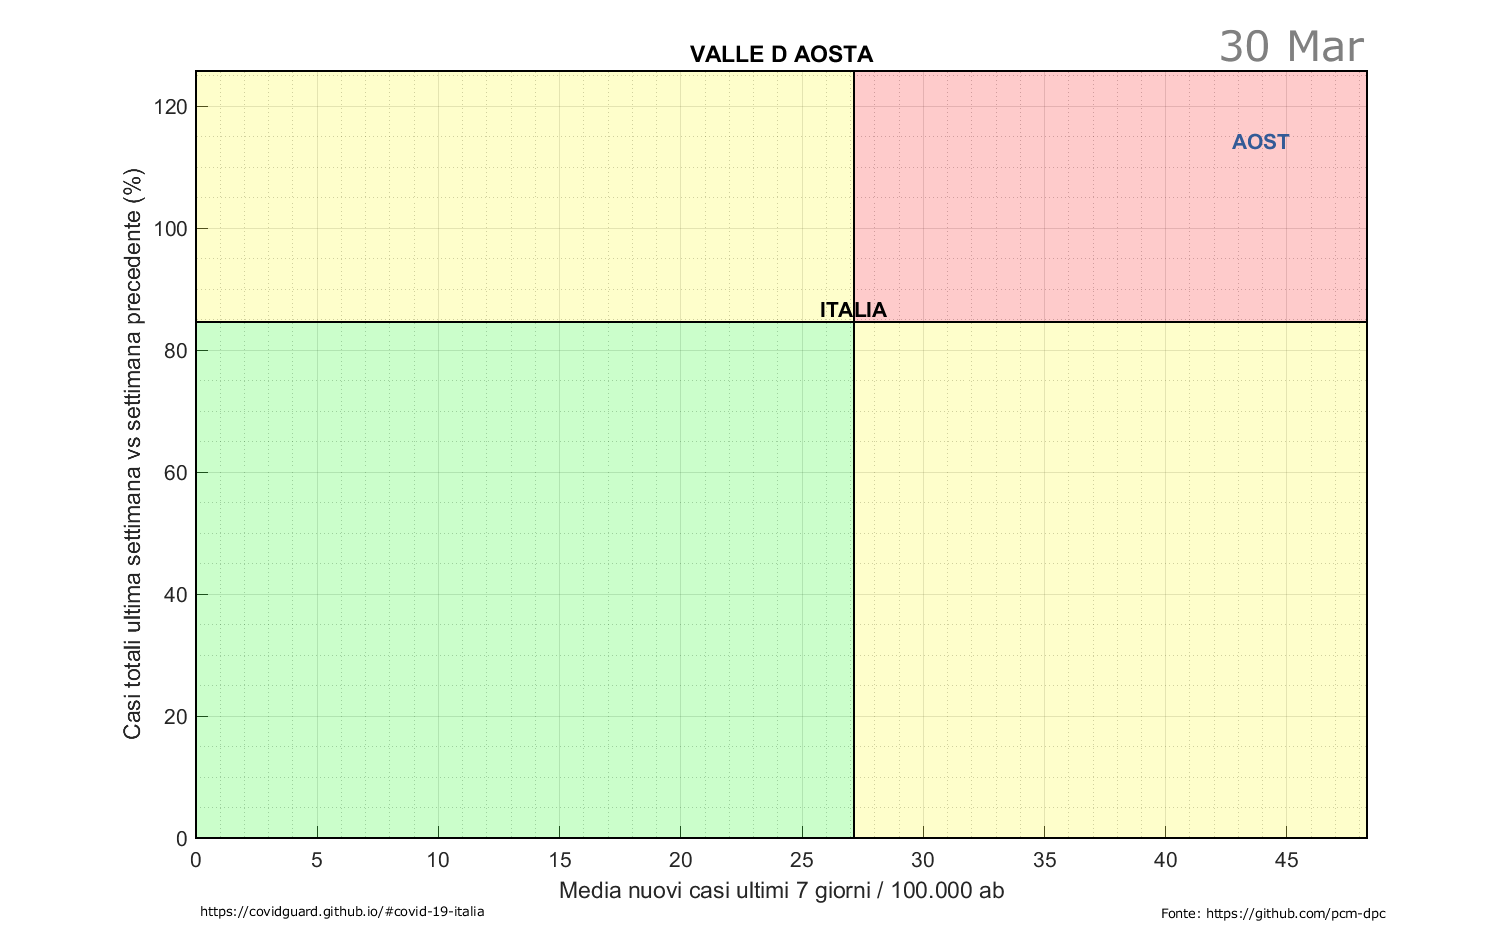 VALLE D AOSTA
30 Mar
Casi totali ultima settimana vs settimana precedente (%)
120
100
80
60
40
20
0
AOST
ITALIA
0 5 10 15 20 25 30 35 40 45
Media nuovi casi ultimi 7 giorni / 100.000 ab
https://covidguard.github.io/#covid-19-italia
Fonte: https://github.com/pcm-dpc